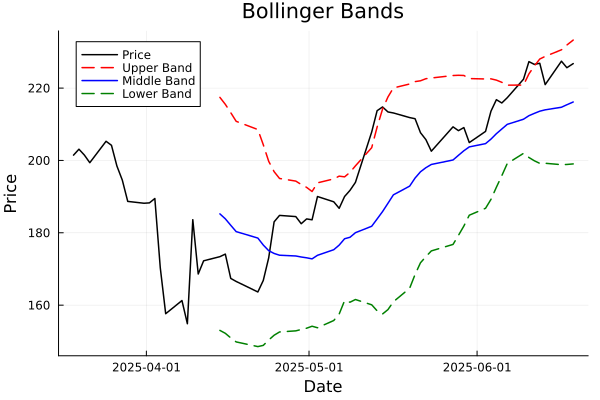 Bollinger Bands
Price
Upper Band
Middle Band
Lower Band
Price
220
200
180
160
2025-04-01 2025-05-01 2025-06-01
Date